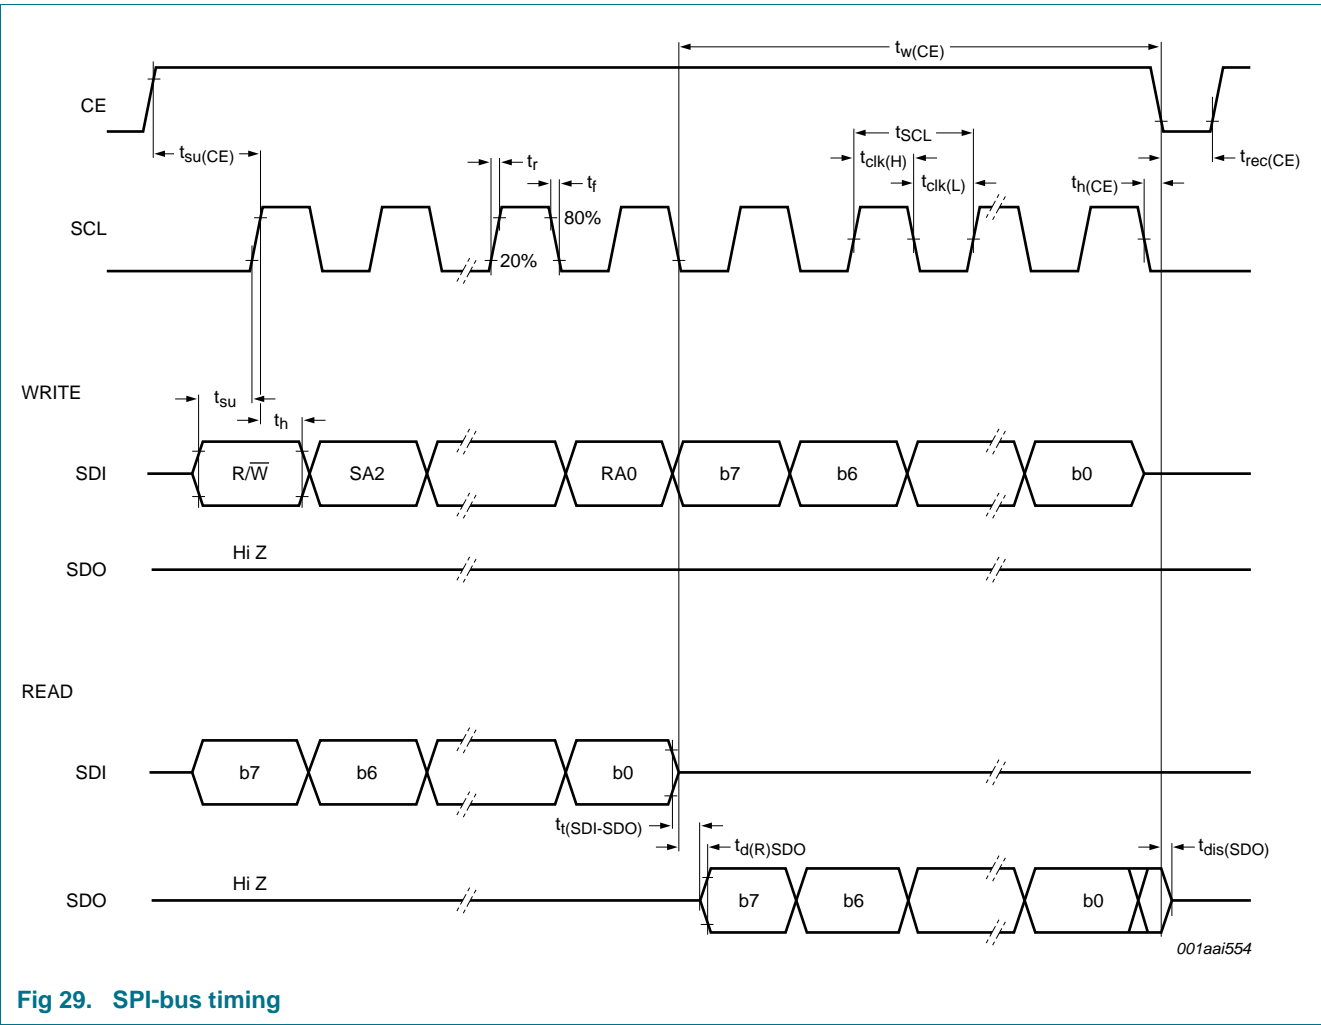 tw(CE)
CE
tSCL
tsu(CE)
tr
tclk(H)
trec(CE)
tf
tclk(L)
th(CE)
80%
SCL
20%
WRITE
tsu
th
SDI R/W̅ SA2 RA0 b7 b6 b0
Hi Z
SDO
READ
SDI b7 b6 b0
tt(SDI-SDO)
td(R)SDO
tdis(SDO)
Hi Z
SDO b7 b6 b0
001aai554
Fig 29. SPI-bus timing